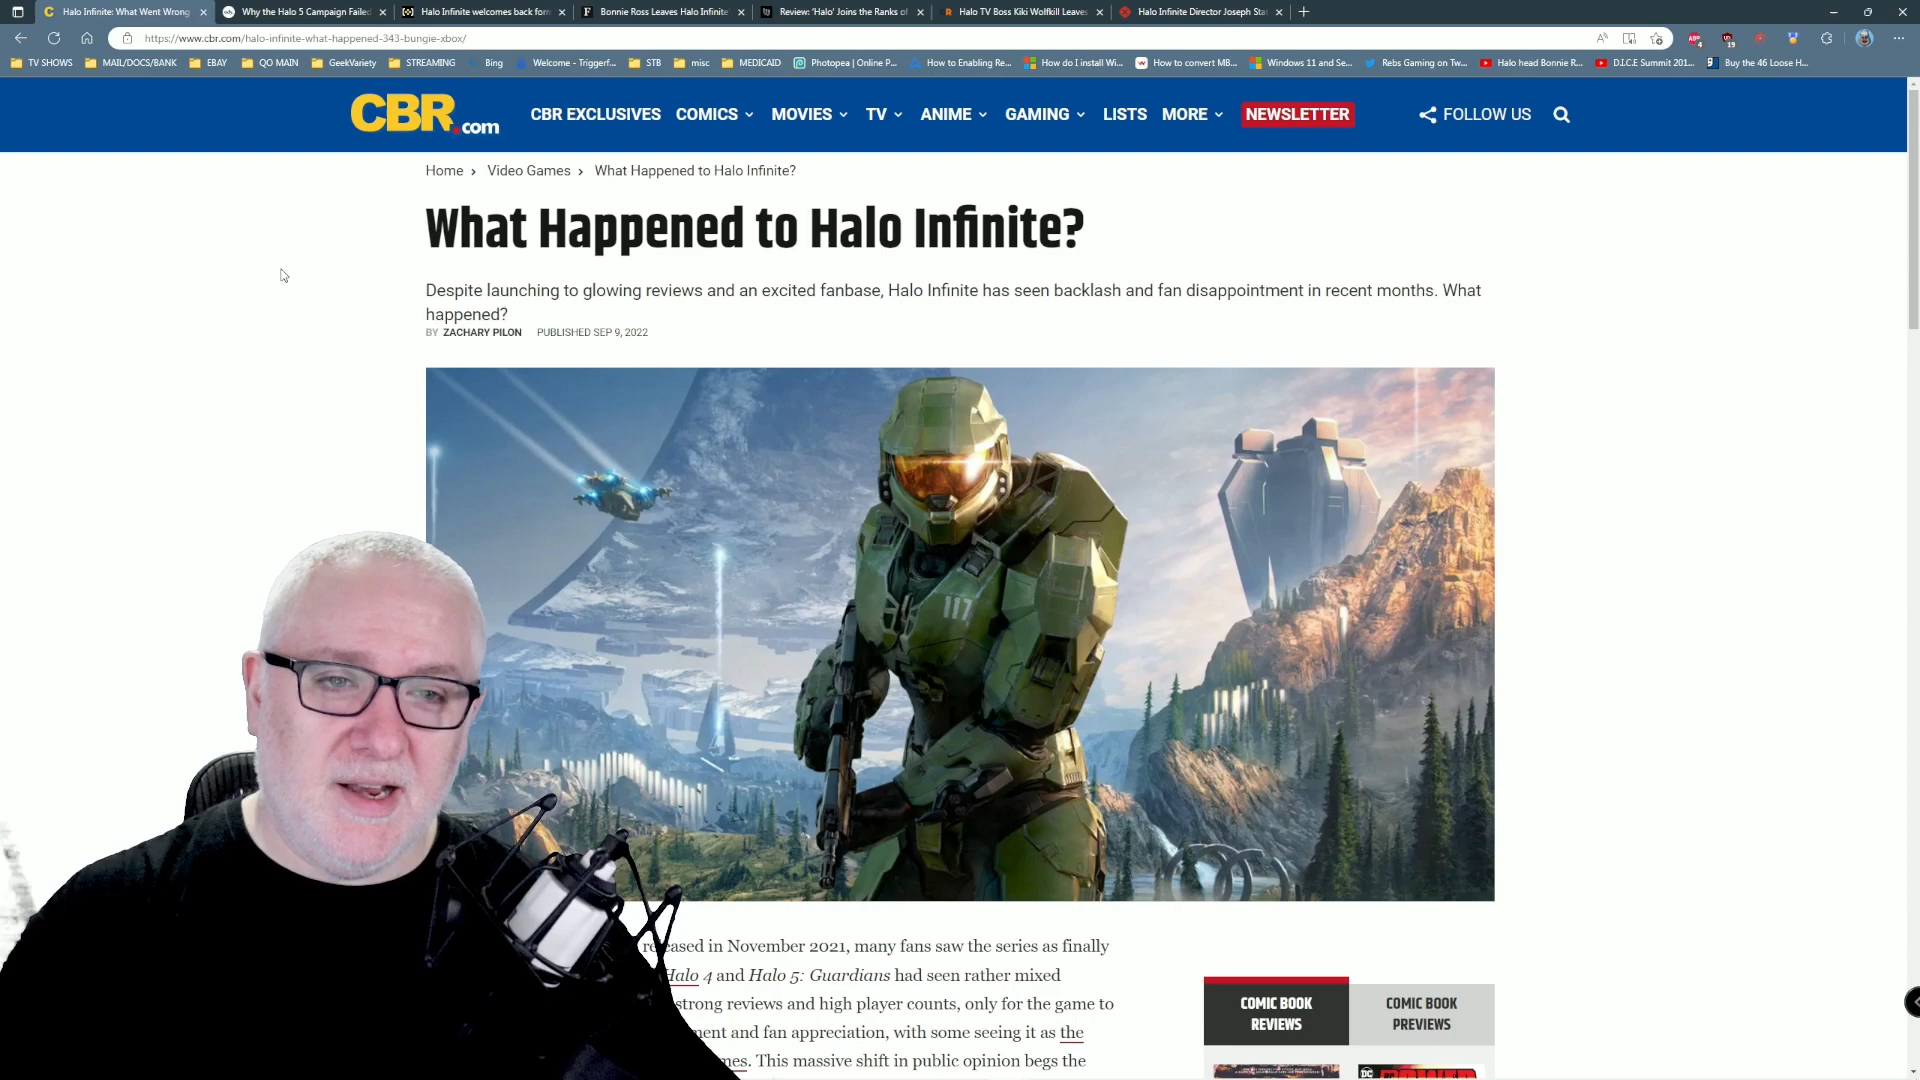 Halo Infinite: What Went Wrong
Why the Halo 5 Campaign Failed
Halo Infinite welcomes back for
Bonnie Ross Leaves Halo Infinite
Review: 'Halo' Joins the Ranks of
Halo TV Boss Kiki Wolfkill Leaves
Halo Infinite Director Joseph Sta
https://www.cbr.com/halo-infinite-what-happened-343-bungie-xbox/
TV SHOWS
MAIL/DOCS/BANK
EBAY
QO MAIN
GeekVariety
STREAMING
Bing
Welcome - Triggerf...
STB
misc
MEDICAID
Photopea | Online P...
How to Enabling Re...
How do I install Wi...
How to convert MB...
Windows 11 and Se...
Rebs Gaming on Tw...
Halo head Bonnie R...
D.I.C.E Summit 201...
Buy the 46 Loose H...
CBR.com
CBR EXCLUSIVES
COMICS
MOVIES
TV
ANIME
GAMING
LISTS
MORE
NEWSLETTER
FOLLOW US
Home › Video Games › What Happened to Halo Infinite?
What Happened to Halo Infinite?
Despite launching to glowing reviews and an excited fanbase, Halo Infinite has seen backlash and fan disappointment in recent months. What
happened?
BY ZACHARY PILON PUBLISHED SEP 9, 2022
117
released in November 2021, many fans saw the series as finally
Halo 4 and Halo 5: Guardians had seen rather mixed
strong reviews and high player counts, only for the game to
ment and fan appreciation, with some seeing it as the
mes. This massive shift in public opinion begs the
COMIC BOOK
REVIEWS
COMIC BOOK
PREVIEWS
DC